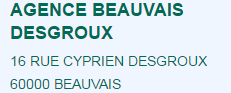 AGENCE BEAUVAIS
DESGROUX
16 RUE CYPRIEN DESGROUX
60000 BEAUVAIS